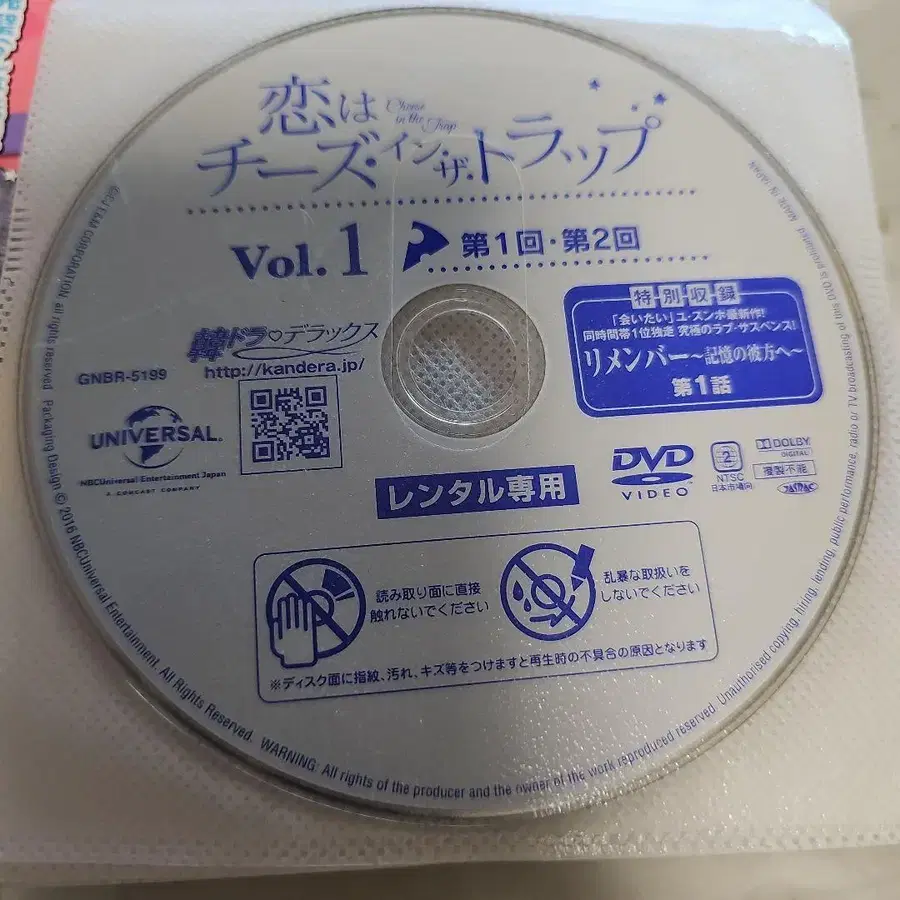 恋は
Cheese
in the Trap
チーズ・イン・ザ・トラップ
Vol. 1
第1回・第2回
特別収録
「会いたい」ユ・スンホ最新作!
同時間帯1位独走 究極のラブ・サスペンス!
リメンバー~記憶の彼方へ~
第1話
韓ドラ♡デラックス
http://kandera.jp/
GNBR-5199
UNIVERSAL
NBCUniversal Entertainment Japan
A COMCAST COMPANY
レンタル専用
DVD
VIDEO
2
NTSC
日本市場向
DOLBY
DIGITAL
複製不能
JASRAC
読み取り面に直接
触れないでください
乱暴な取扱いを
しないでください
※ディスク面に指紋、汚れ、キズ等をつけますと再生時の不具合の原因となります
©CJ E&M CORPORATION, all rights reserved. Packaging Design © 2016 NBCUniversal Entertainment. All Rights Reserved. WARNING: All rights of the producer and the owner of the work reproduced reserved. Unauthorised copying, hiring, lending, public performance, radio or TV broadcasting of this DVD is prohibited. MADE IN JAPAN